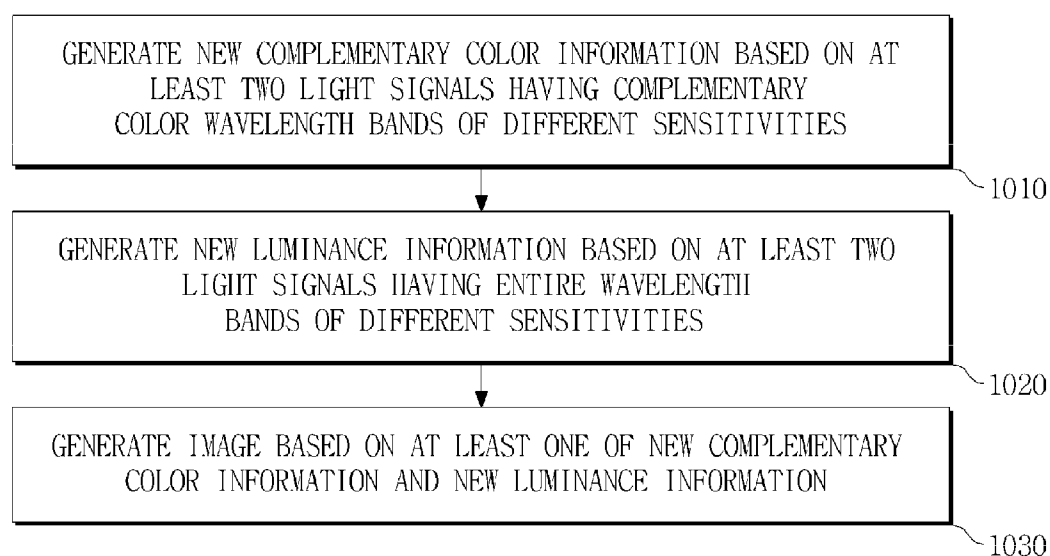 GENERATE NEW COMPLEMENTARY COLOR INFORMATION BASED ON AT
LEAST TWO LIGHT SIGNALS HAVING COMPLEMENTARY
COLOR WAVELENGTH BANDS OF DIFFERENT SENSITIVITIES
1010
GENERATE NEW LUMINANCE INFORMATION BASED ON AT LEAST TWO
LIGHT SIGNALS HAVING ENTIRE WAVELENGTH
BANDS OF DIFFERENT SENSITIVITIES
1020
GENERATE IMAGE BASED ON AT LEAST ONE OF NEW COMPLEMENTARY
COLOR INFORMATION AND NEW LUMINANCE INFORMATION
1030